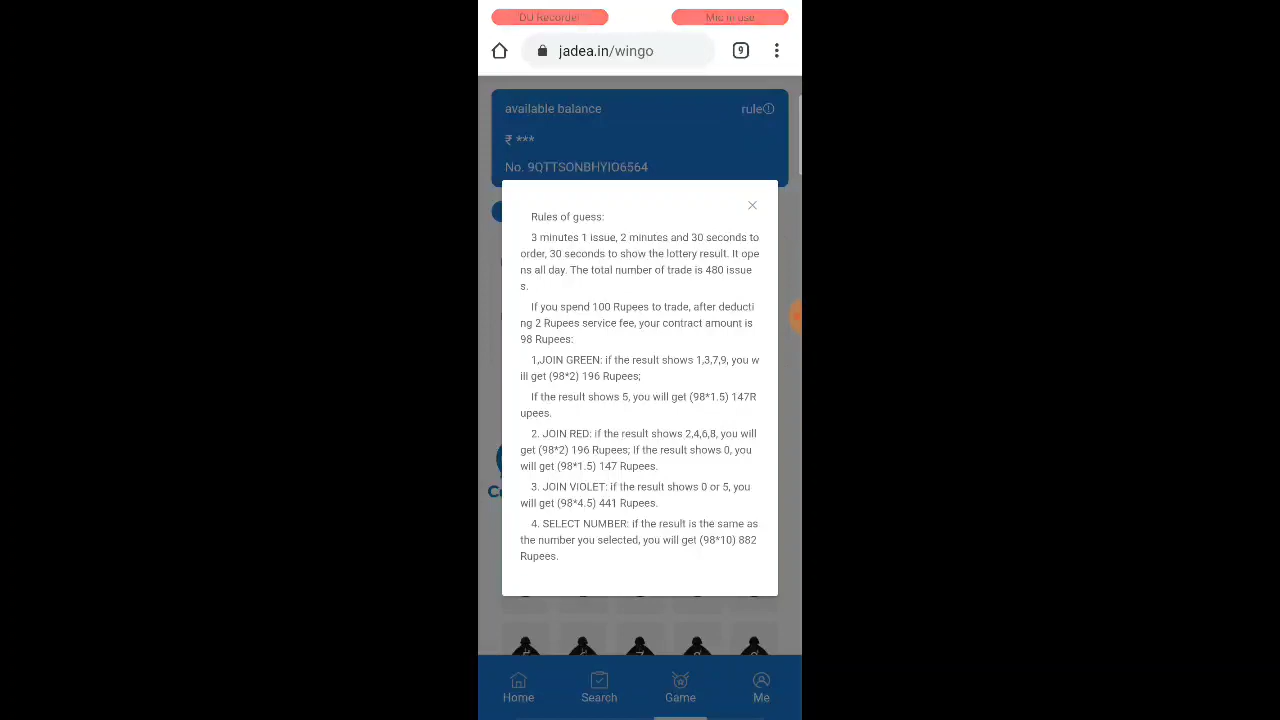 DU Recorder
Mic in use
jadea.in/wingo
9
available balance
rule
₹ ***
No. 9QTTSONBHYIO6564
Rules of guess:
3 minutes 1 issue, 2 minutes and 30 seconds to
order, 30 seconds to show the lottery result. It ope
ns all day. The total number of trade is 480 issue
s.
If you spend 100 Rupees to trade, after deducti
ng 2 Rupees service fee, your contract amount is
98 Rupees:
1,JOIN GREEN: if the result shows 1,3,7,9, you w
ill get (98*2) 196 Rupees;
If the result shows 5, you will get (98*1.5) 147R
upees.
2. JOIN RED: if the result shows 2,4,6,8, you will
get (98*2) 196 Rupees; If the result shows 0, you
will get (98*1.5) 147 Rupees.
3. JOIN VIOLET: if the result shows 0 or 5, you
will get (98*4.5) 441 Rupees.
4. SELECT NUMBER: if the result is the same as
the number you selected, you will get (98*10) 882
Rupees.
Home
Search
Game
Me